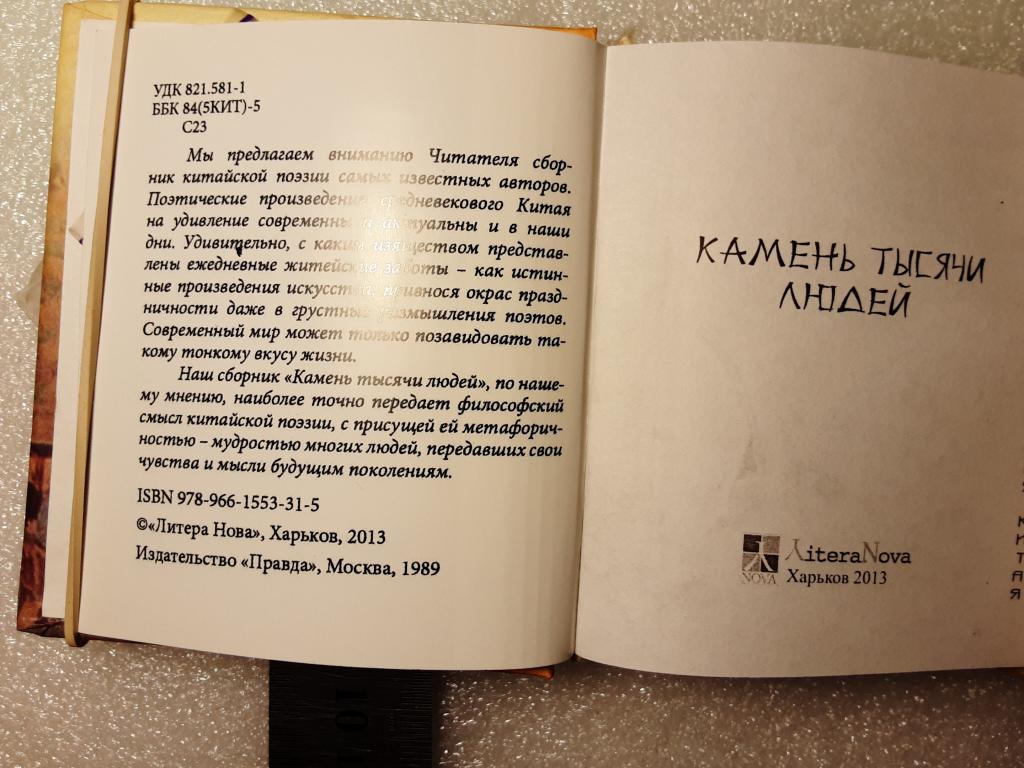 УДК 821.581-1
ББК 84(5КИТ)-5
С23
Мы предлагаем вниманию Читателя сбор-
ник китайской поэзии самых известных авторов.
Поэтические произведения средневекового Китая
на удивление современны и актуальны и в наши
дни. Удивительно, с каким изяществом представ-
лены ежедневные житейские заботы – как истин-
ные произведения искусства, привнося окрас празд-
ничности даже в грустные размышления поэтов.
Современный мир может только позавидовать та-
кому тонкому вкусу жизни.
Наш сборник «Камень тысячи людей», по наше-
му мнению, наиболее точно передает философский
смысл китайской поэзии, с присущей ей метафорич-
ностью – мудростью многих людей, передавших свои
чувства и мысли будущим поколениям.
ISBN 978-966-1553-31-5
©«Литера Нова», Харьков, 2013
Издательство «Правда», Москва, 1989
КАМЕНЬ ТЫСЯЧИ
ЛЮДЕЙ
NOVA
LiteraNova
Харьков 2013
К
И
Т
А
Я
10